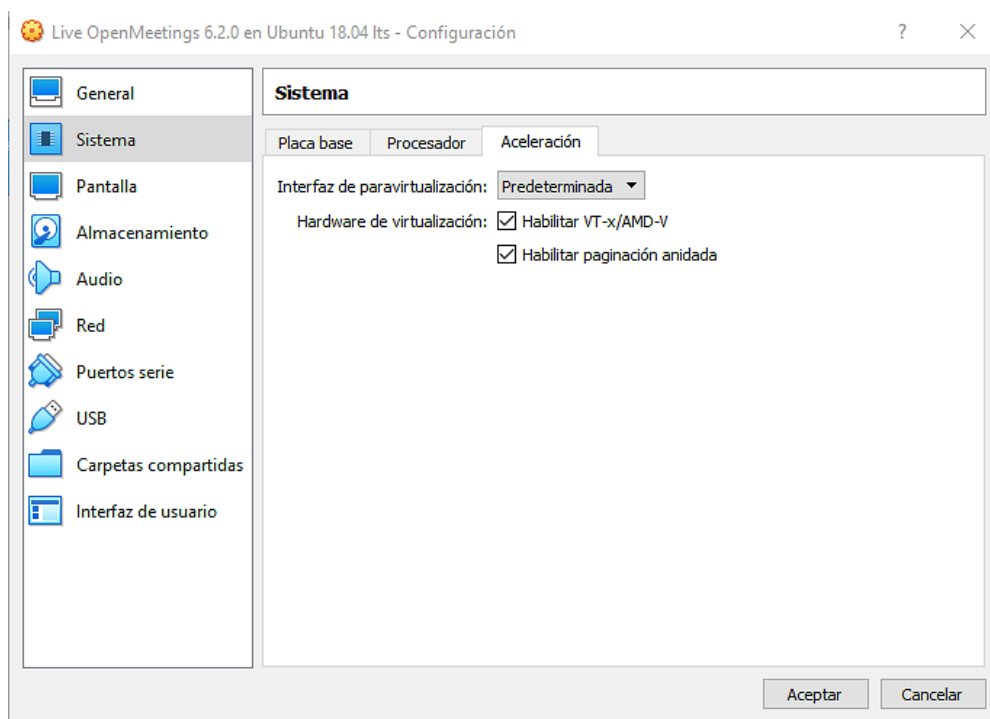 Live OpenMeetings 6.2.0 en Ubuntu 18.04 lts - Configuración
?
General
Sistema
Pantalla
Almacenamiento
Audio
Red
Puertos serie
USB
Carpetas compartidas
Interfaz de usuario
Sistema
Placa base
Procesador
Aceleración
Interfaz de paravirtualización: Predeterminada
Hardware de virtualización: Habilitar VT-x/AMD-V
Habilitar paginación anidada
Aceptar
Cancelar